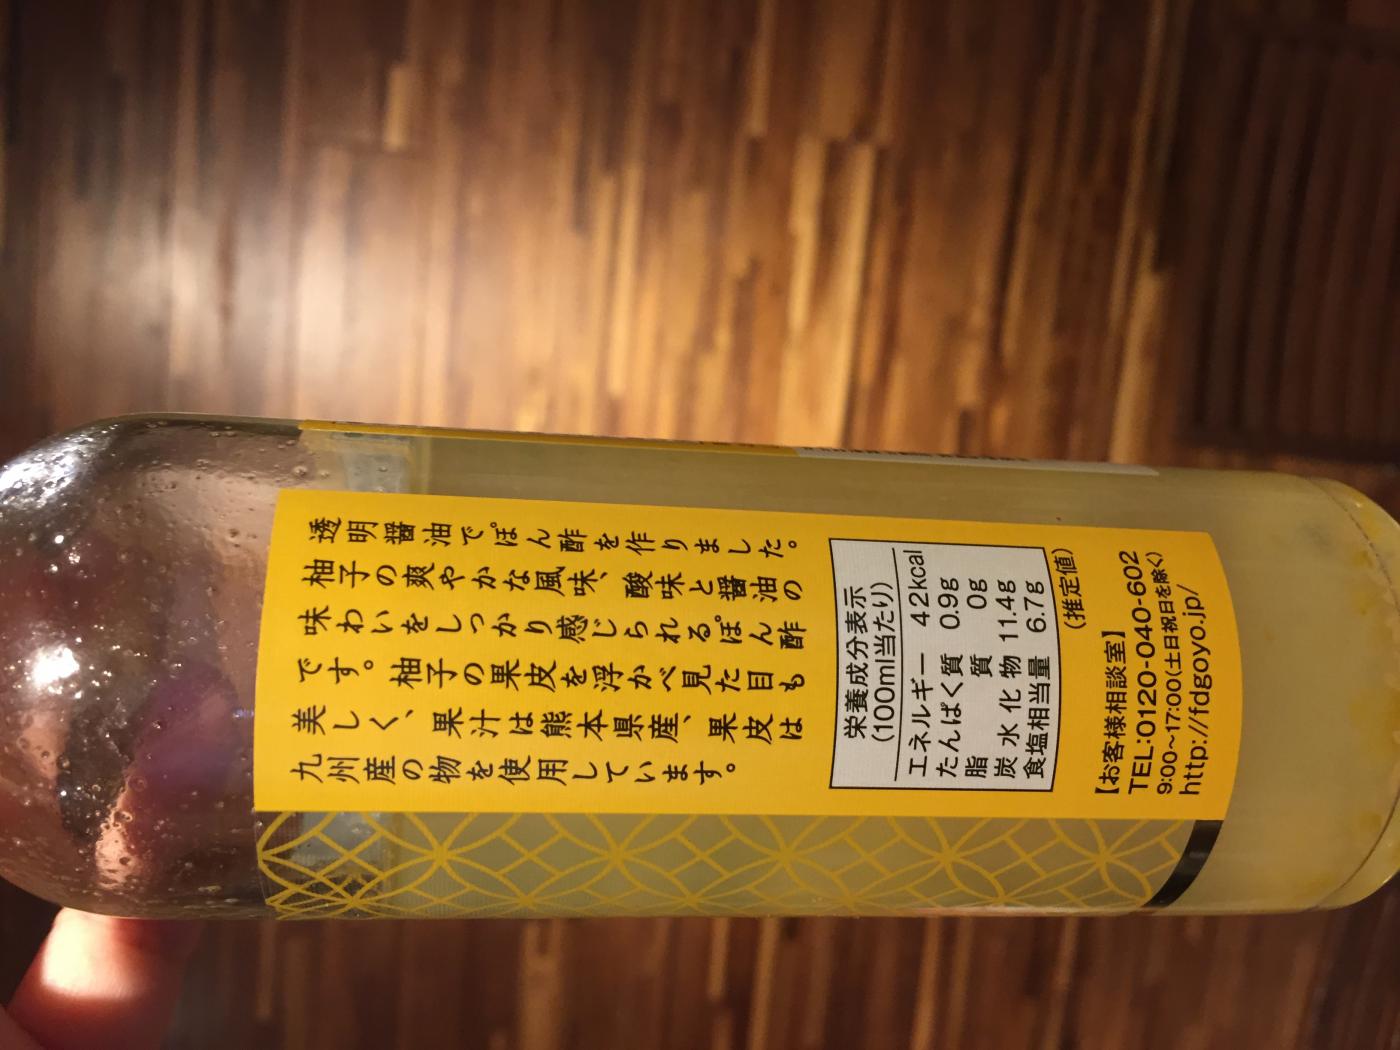 透明醤油でぽん酢を作りました。
柚子の爽やかな風味、酸味と醤油の
味わいをしっかり感じられるぽん酢
です。柚子の果皮を浮かべ見た目も
美しく、果汁は熊本県産、果皮は
九州産の物を使用しています。
栄養成分表示
(100ml当たり)
エネルギー 42kcal
たんぱく質 0.9g
脂質 0g
炭水化物 11.4g
食塩相当量 6.7g
(推定値)
【お客様相談室】
TEL:0120-040-602
9:00~17:00(土日祝日を除く)
http://fdgoyo.jp/